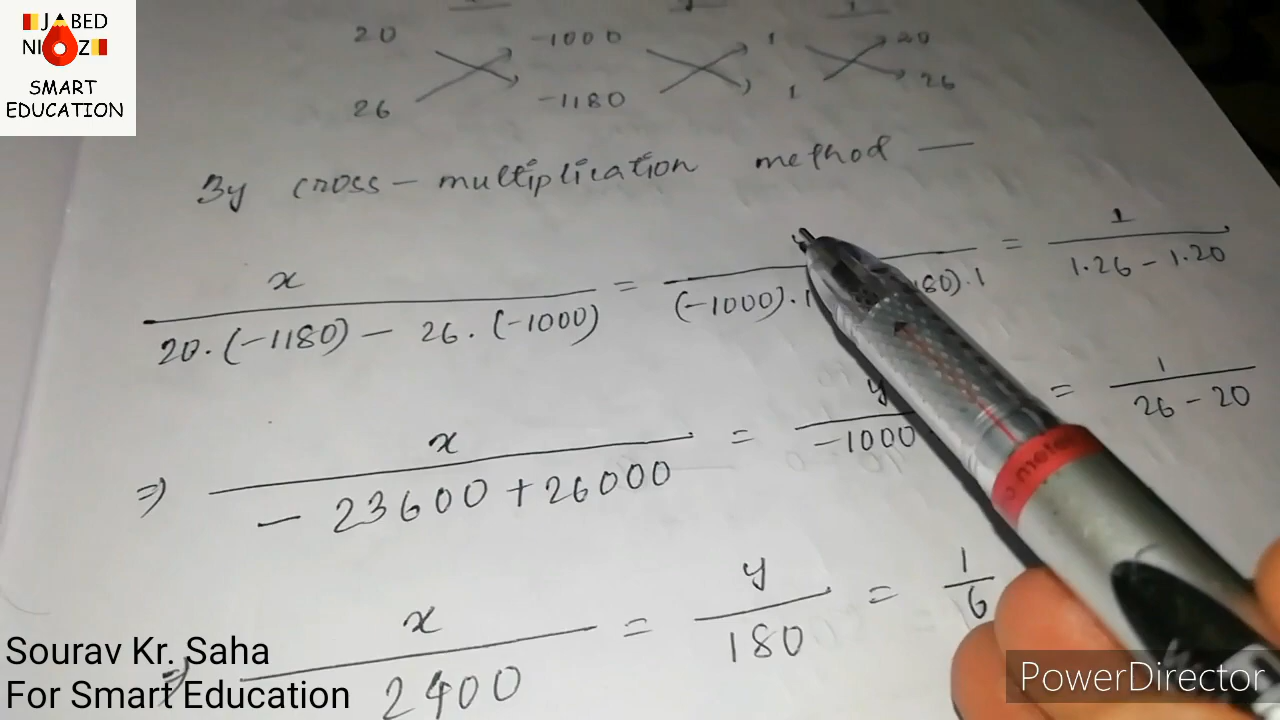 JABED
NIOZ
SMART
EDUCATION
20 -1000 1 20
26 -1180 1 26
By cross-multiplication method —
x / 20.(-1180) - 26.(-1000) = (-1000).1 180).1 = 1 / 1.26 - 1.20
⇒ x / -23600 + 26000 = y / -1000 = 1 / 26 - 20
⇒ x / 2400 = y / 180 = 1 / 6
Sourav Kr. Saha
For Smart Education
PowerDirector